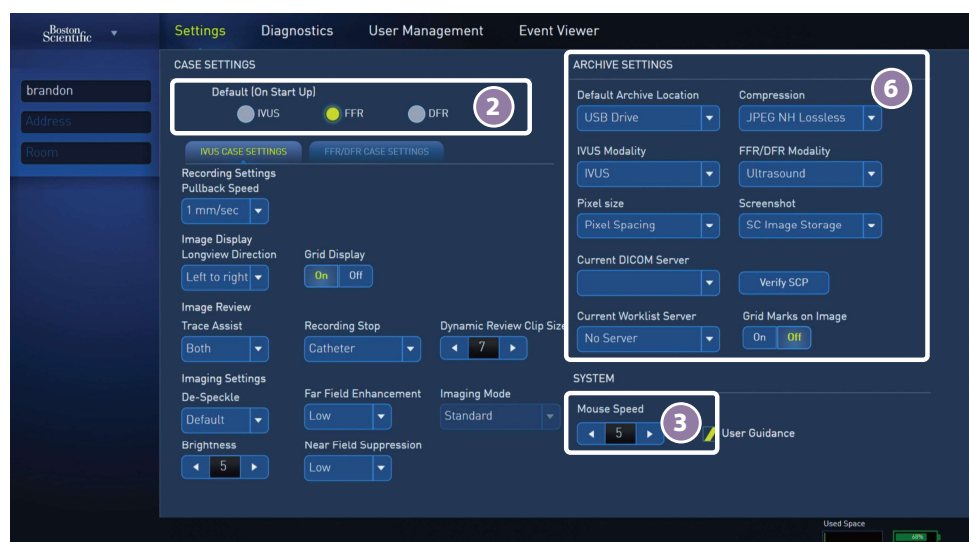 Boston Scientific
Settings Diagnostics User Management Event Viewer
brandon
Address
Room
CASE SETTINGS
Default (On Start Up)
IVUS FFR DFR
2
IVUS CASE SETTINGS FFR/DFR CASE SETTINGS
Recording Settings
Pullback Speed
1 mm/sec
Image Display
Longview Direction Grid Display
Left to right On Off
Image Review
Trace Assist Recording Stop Dynamic Review Clip Size
Both Catheter 7
Imaging Settings
De-Speckle Far Field Enhancement Imaging Mode
Default Low Standard
Brightness Near Field Suppression
5 Low
ARCHIVE SETTINGS
6
Default Archive Location Compression
USB Drive JPEG NH Lossless
IVUS Modality FFR/DFR Modality
IVUS Ultrasound
Pixel size Screenshot
Pixel Spacing SC Image Storage
Current DICOM Server
Verify SCP
Current Worklist Server Grid Marks on Image
No Server On Off
SYSTEM
Mouse Speed
5
3
User Guidance
Used Space
68%